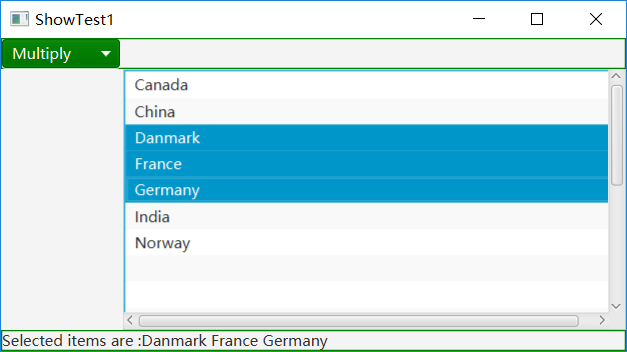 ShowTest1
Multiply
Canada
China
Danmark
France
Germany
India
Norway
Selected items are :Danmark France Germany